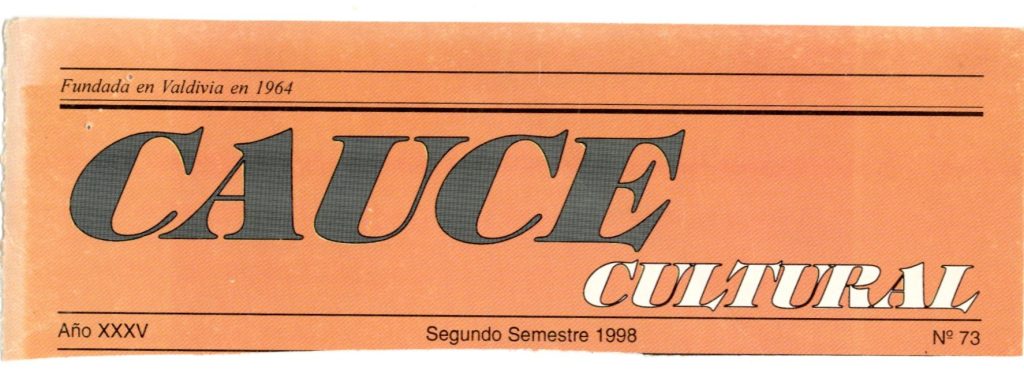 Fundada en Valdivia en 1964
CAUCE
CULTURAL
Año XXXV Segundo Semestre 1998 Nº 73